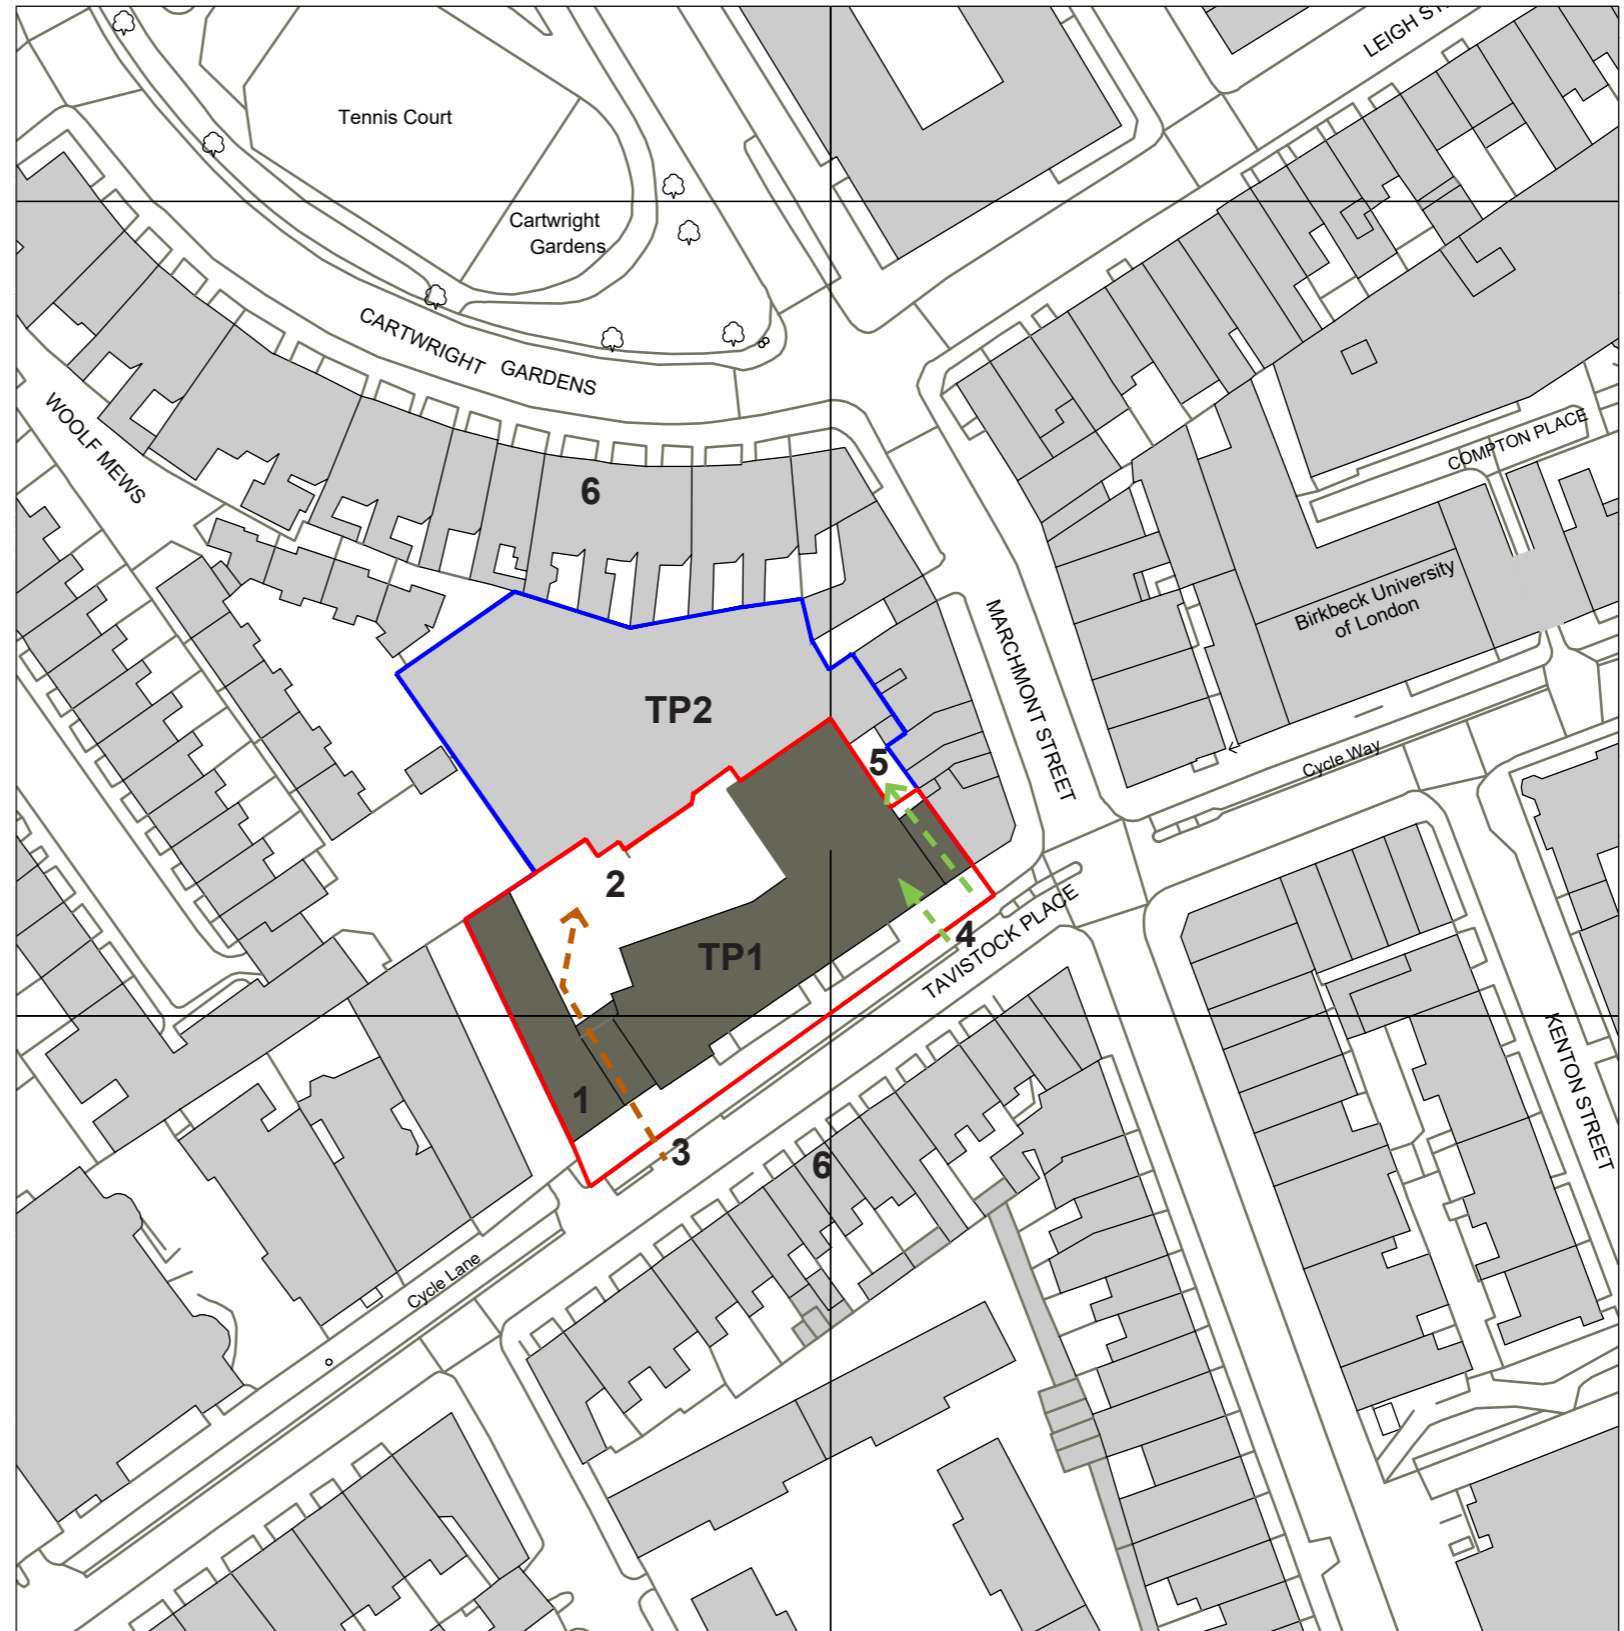 LEIGH ST
Tennis Court
Cartwright
Gardens
CARTWRIGHT GARDENS
WOOLF MEWS
COMPTON PLACE
6
Birkbeck University
of London
MARCHMONT STREET
TP2
Cycle Way
5
2
4
TP1
TAVISTOCK PLACE
KENTON STREET
1
3
6
Cycle Lane